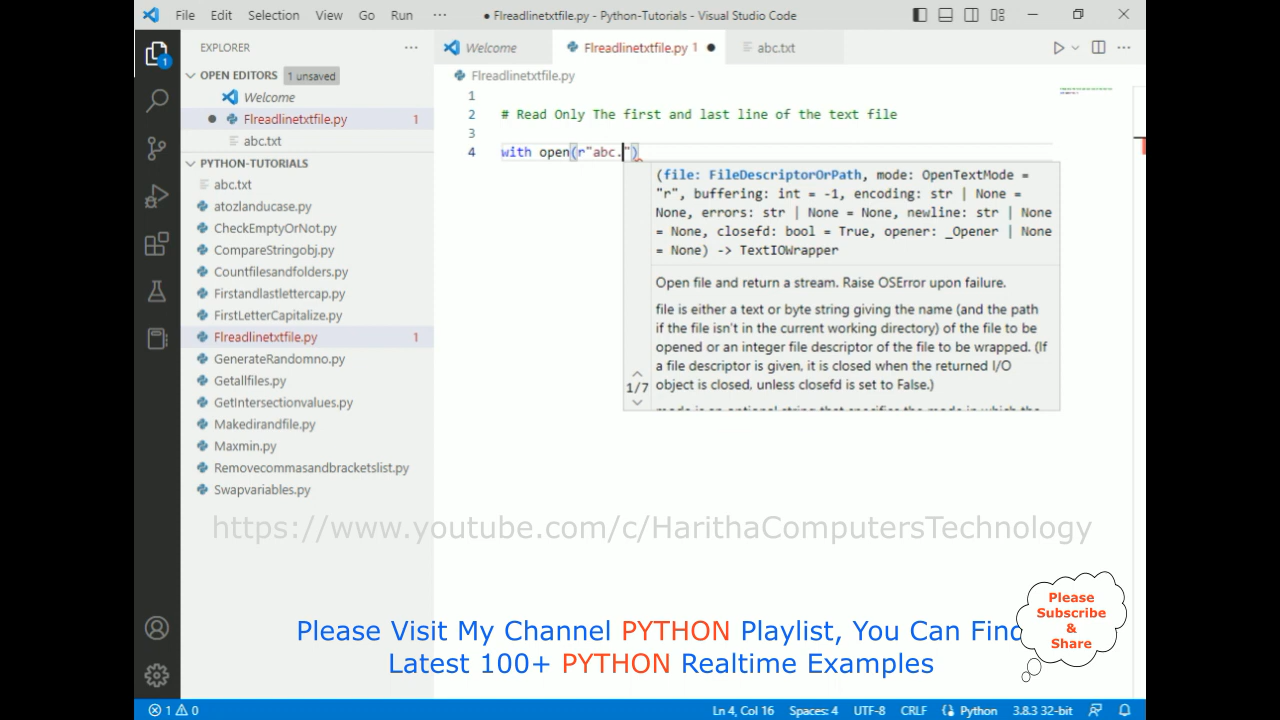 File Edit Selection View Go Run ··· ● Flreadlinetxtfile.py - Python-Tutorials - Visual Studio Code
EXPLORER ···
OPEN EDITORS 1 unsaved
Welcome
● Flreadlinetxtfile.py 1
abc.txt
PYTHON-TUTORIALS
abc.txt
atozlanducase.py
CheckEmptyOrNot.py
CompareStringobj.py
Countfilesandfolders.py
Firstandlastlettercap.py
FirstLetterCapitalize.py
Flreadlinetxtfile.py 1
GenerateRandomno.py
Getallfiles.py
GetIntersectionvalues.py
Makedirandfile.py
Maxmin.py
Removecommasandbracketslist.py
Swapvariables.py
1
Welcome Flreadlinetxtfile.py 1 ● abc.txt ···
Flreadlinetxtfile.py
1
2 # Read Only The first and last line of the text file
3
4 with open(r"abc.")
(file: FileDescriptorOrPath, mode: OpenTextMode =
"r", buffering: int = -1, encoding: str | None =
None, errors: str | None = None, newline: str | None
= None, closefd: bool = True, opener: _Opener | None
= None) -> TextIOWrapper
Open file and return a stream. Raise OSError upon failure.
file is either a text or byte string giving the name (and the path
if the file isn't in the current working directory) of the file to be
opened or an integer file descriptor of the file to be wrapped. (If
a file descriptor is given, it is closed when the returned I/O
object is closed, unless closefd is set to False.)
1/7
https://www.youtube.com/c/HarithaComputersTechnology
Please Visit My Channel PYTHON Playlist, You Can Find
Latest 100+ PYTHON Realtime Examples
Please
Subscribe
&
Share
1 0 Ln 4, Col 16 Spaces: 4 UTF-8 CRLF Python 3.8.3 32-bit